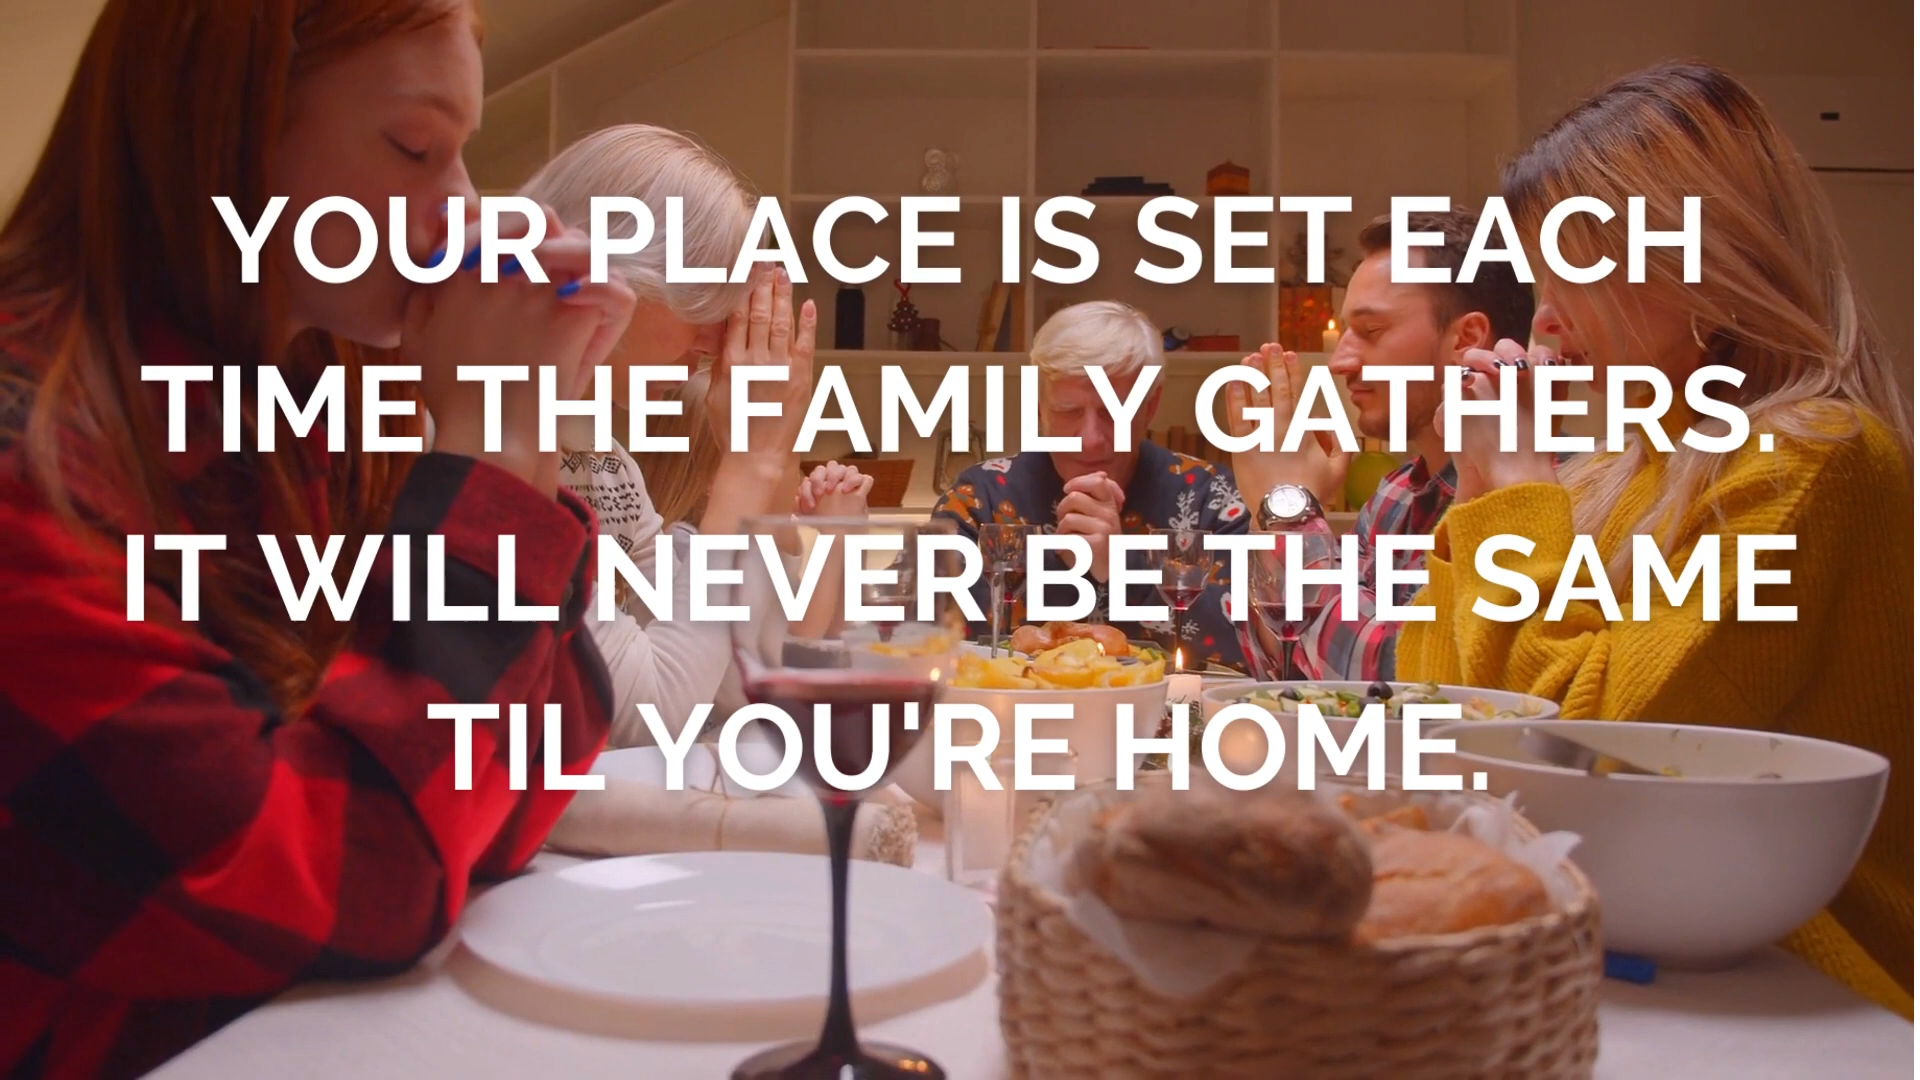 YOUR PLACE IS SET EACH
TIME THE FAMILY GATHERS.
IT WILL NEVER BE THE SAME
TIL YOU'RE HOME.